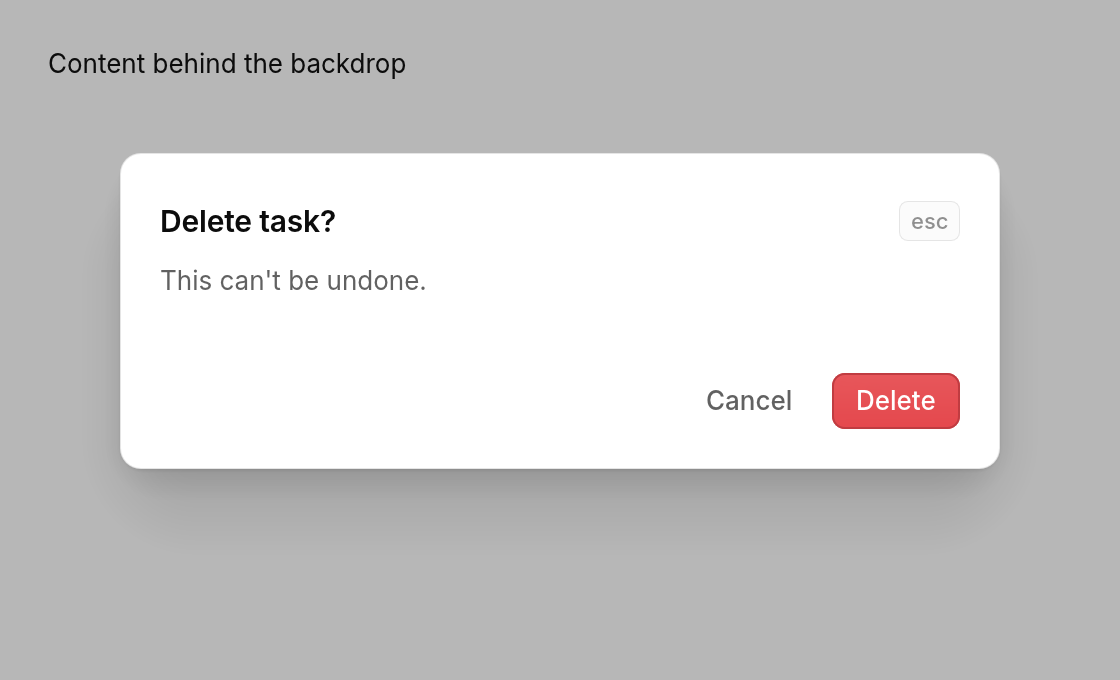 Content behind the backdrop
Delete task?
esc
This can't be undone.
Cancel
Delete